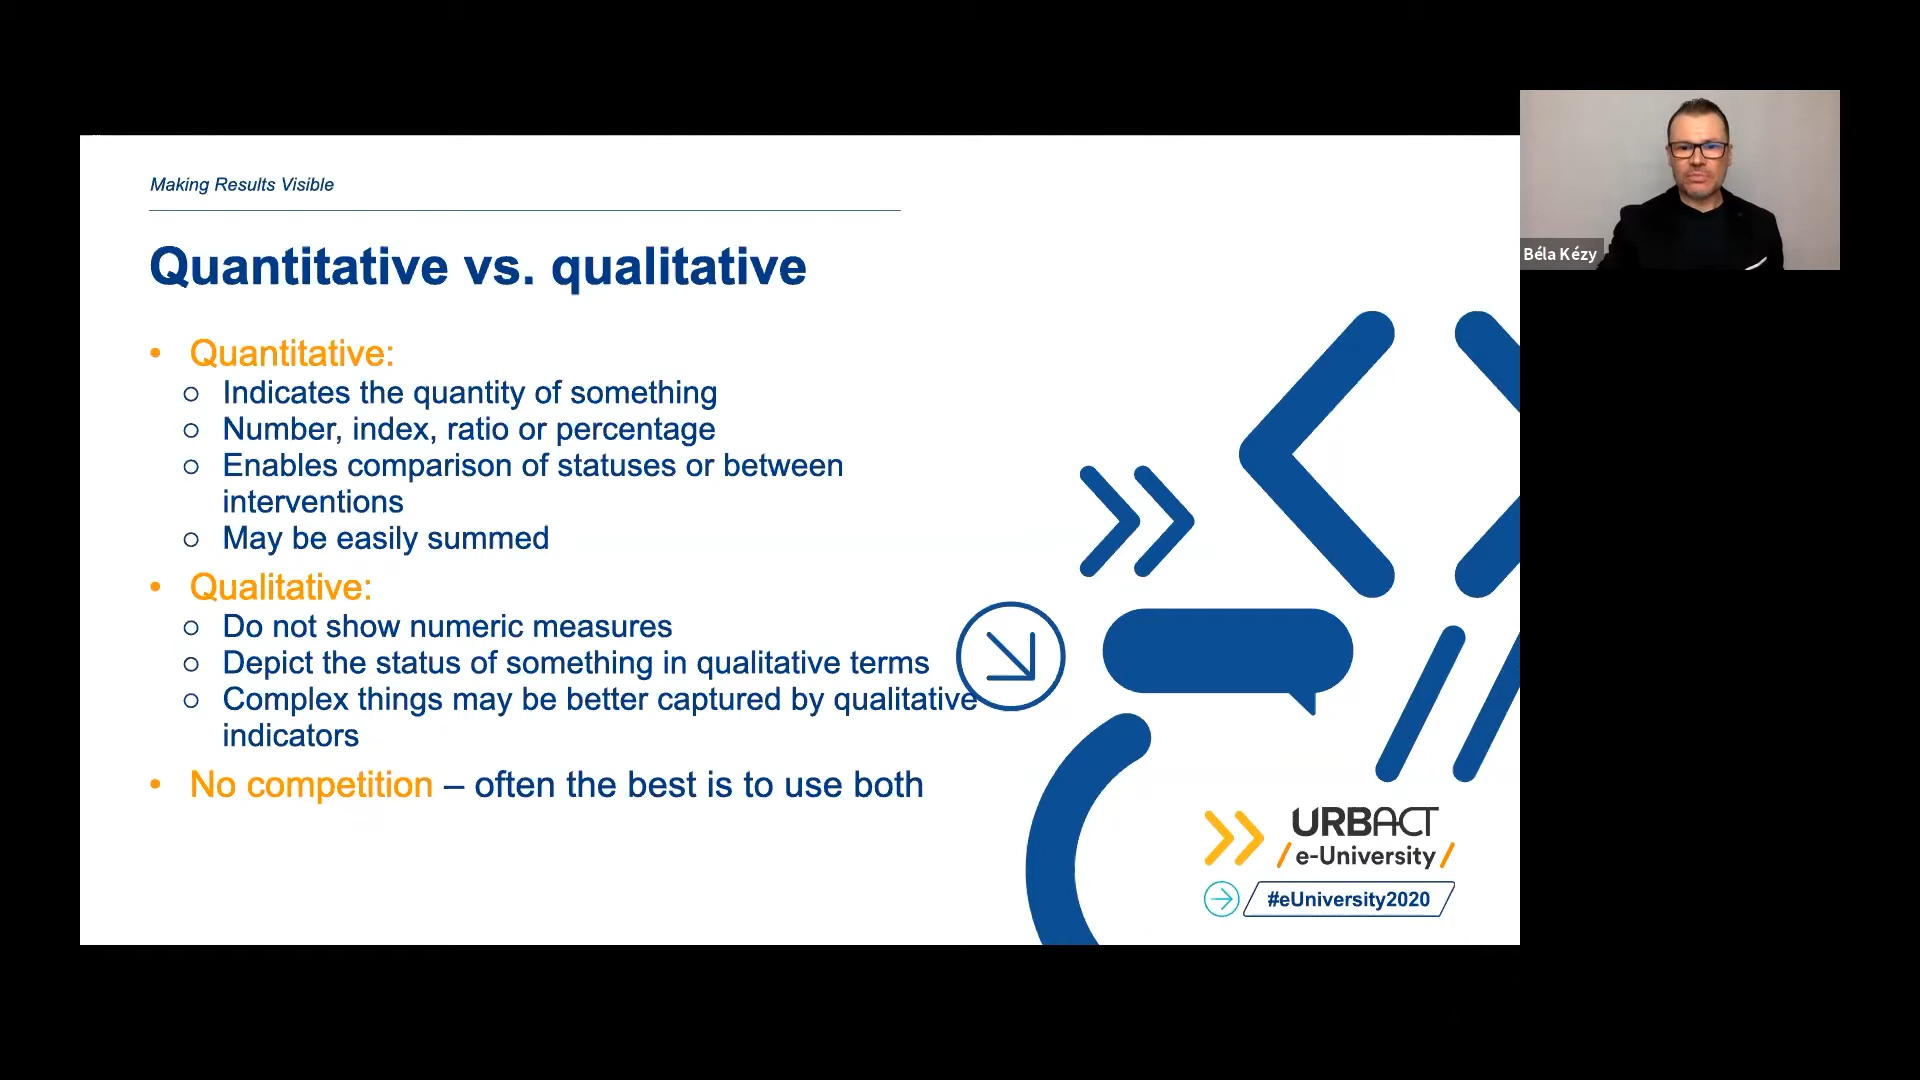 Making Results Visible
Quantitative vs. qualitative
• Quantitative:
○ Indicates the quantity of something
○ Number, index, ratio or percentage
○ Enables comparison of statuses or between
interventions
○ May be easily summed
• Qualitative:
○ Do not show numeric measures
○ Depict the status of something in qualitative terms
○ Complex things may be better captured by qualitative
indicators
• No competition – often the best is to use both
URBACT
/ e-University /
#eUniversity2020
Béla Kézy